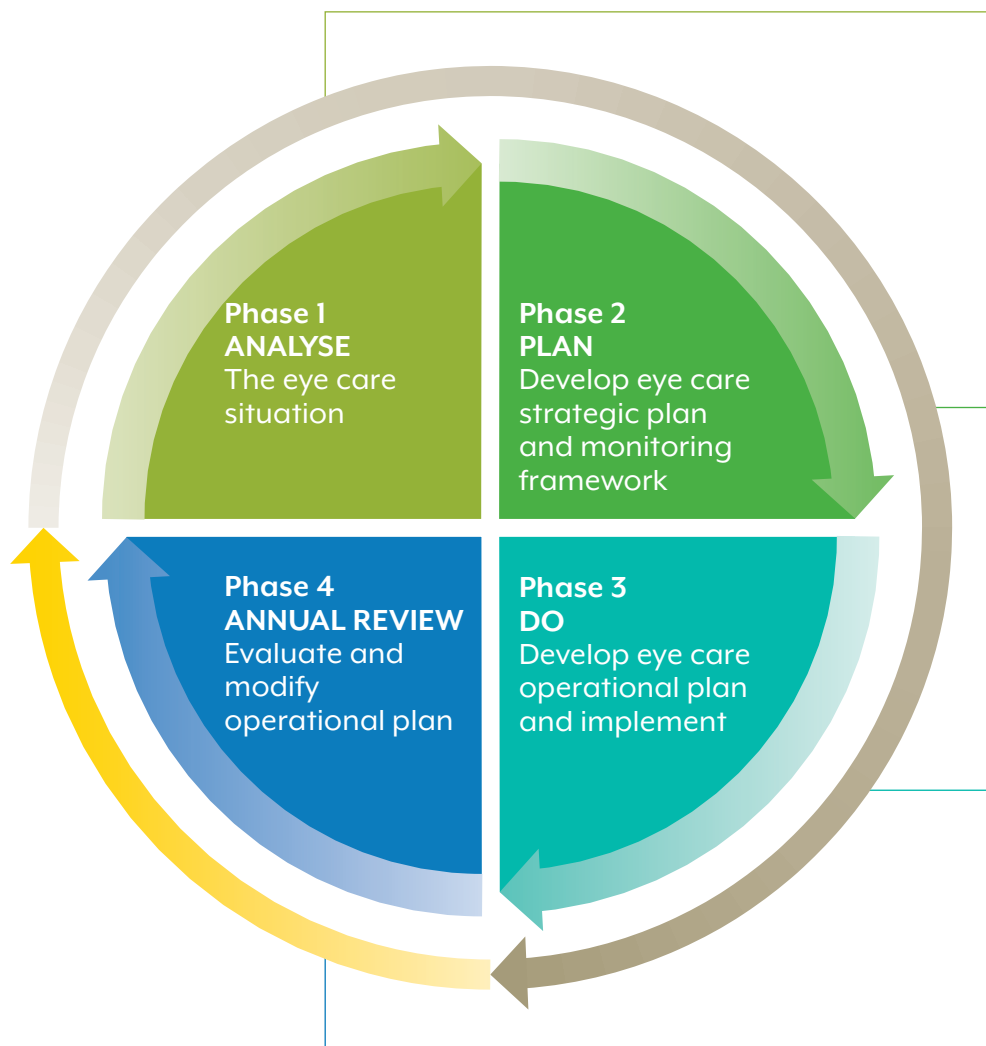 Phase 1
ANALYSE
The eye care
situation
Phase 2
PLAN
Develop eye care
strategic plan
and monitoring
framework
Phase 3
DO
Develop eye care
operational plan
and implement
Phase 4
ANNUAL REVIEW
Evaluate and
modify
operational plan